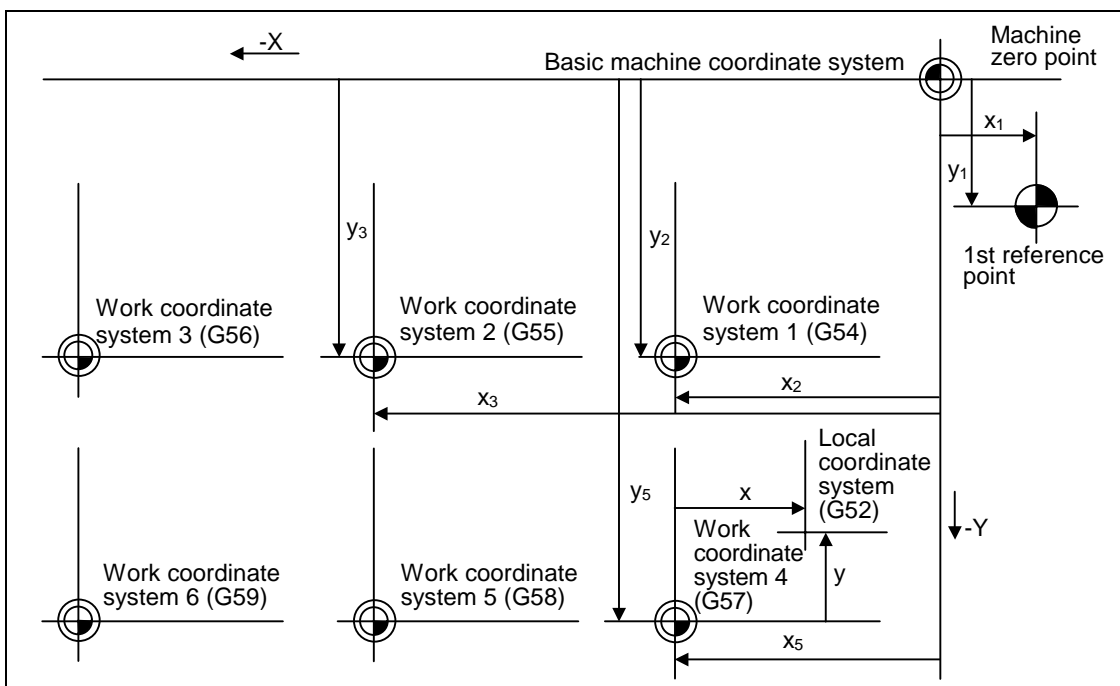 -X
Basic machine coordinate system
Machine
zero point
x1
y1
1st reference
point
y3
y2
Work coordinate
system 3 (G56)
Work coordinate
system 2 (G55)
Work coordinate
system 1 (G54)
x3
x2
Local
coordinate
system
(G52)
y5
x
-Y
Work
coordinate
system 4
(G57)
y
Work coordinate
system 6 (G59)
Work coordinate
system 5 (G58)
x5